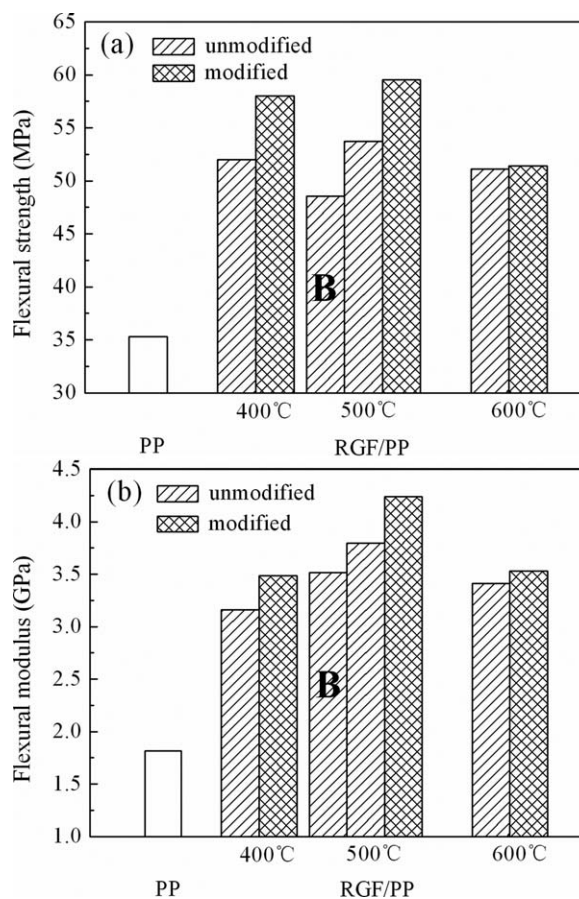 (a)
unmodified
modified
Flexural strength (MPa)
65
60
55
50
45
40
35
30
B
400℃ 500℃ 600℃
PP RGF/PP
(b)
unmodified
modified
Flexural modulus (GPa)
4.5
4.0
3.5
3.0
2.5
2.0
1.5
1.0
B
400℃ 500℃ 600℃
PP RGF/PP